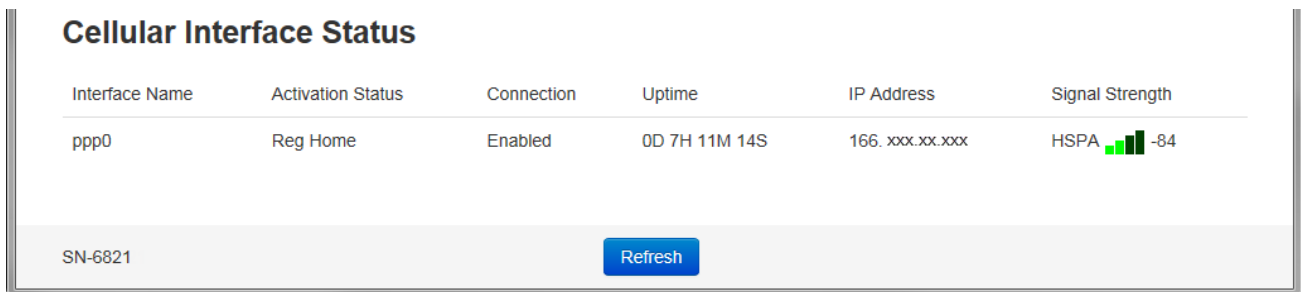 Cellular Interface Status
Interface Name Activation Status Connection Uptime IP Address Signal Strength
ppp0 Reg Home Enabled 0D 7H 11M 14S 166. xxx.xx.xxx HSPA -84
SN-6821 Refresh